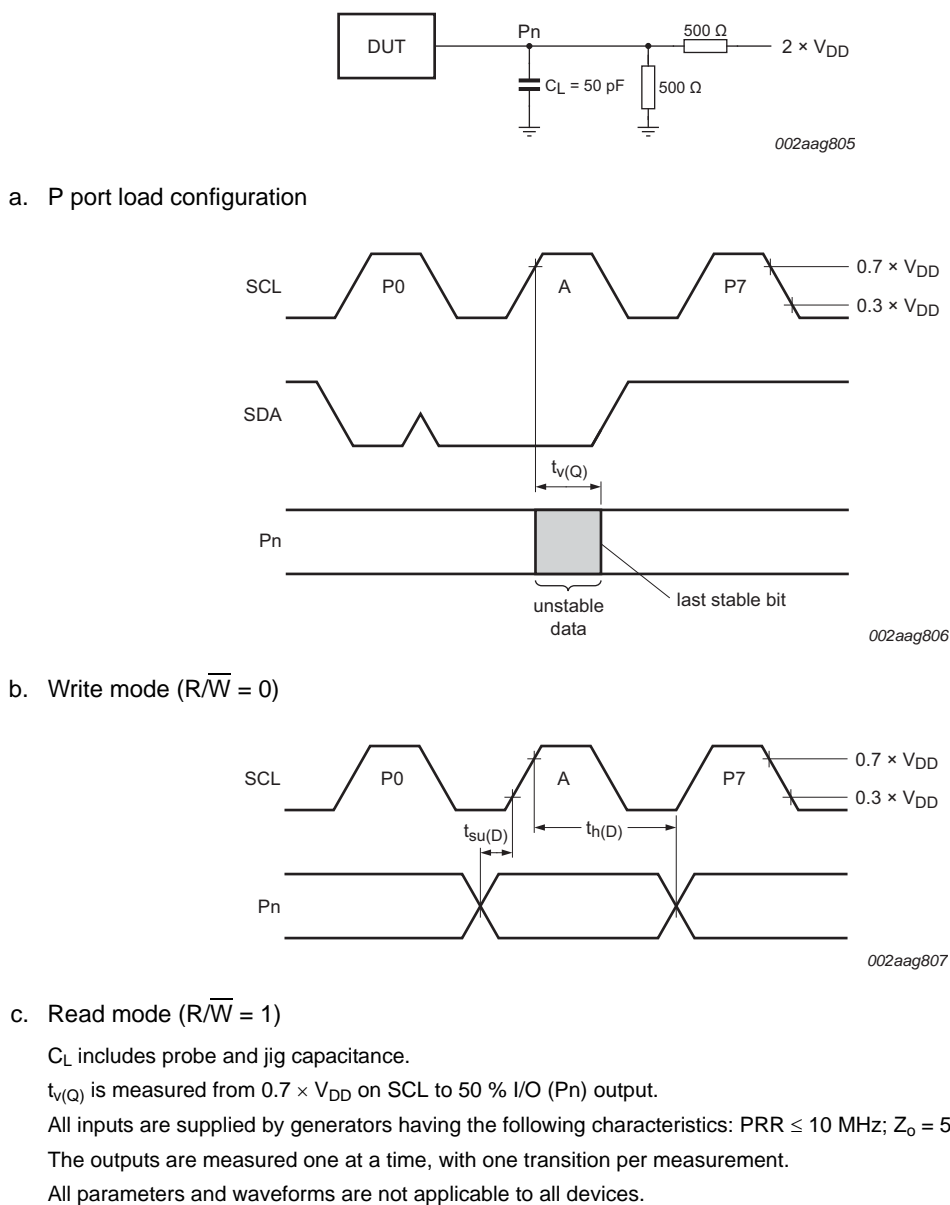 DUT
Pn
500 Ω
2 × VDD
CL = 50 pF
500 Ω
002aag805
a. P port load configuration
SCL
P0
A
P7
0.7 × VDD
0.3 × VDD
SDA
tv(Q)
Pn
unstable
data
last stable bit
002aag806
b. Write mode (R/W̅ = 0)
SCL
P0
A
P7
0.7 × VDD
0.3 × VDD
tsu(D)
th(D)
Pn
002aag807
c. Read mode (R/W̅ = 1)
CL includes probe and jig capacitance.
tv(Q) is measured from 0.7 × VDD on SCL to 50 % I/O (Pn) output.
All inputs are supplied by generators having the following characteristics: PRR ≤ 10 MHz; Zo = 5
The outputs are measured one at a time, with one transition per measurement.
All parameters and waveforms are not applicable to all devices.